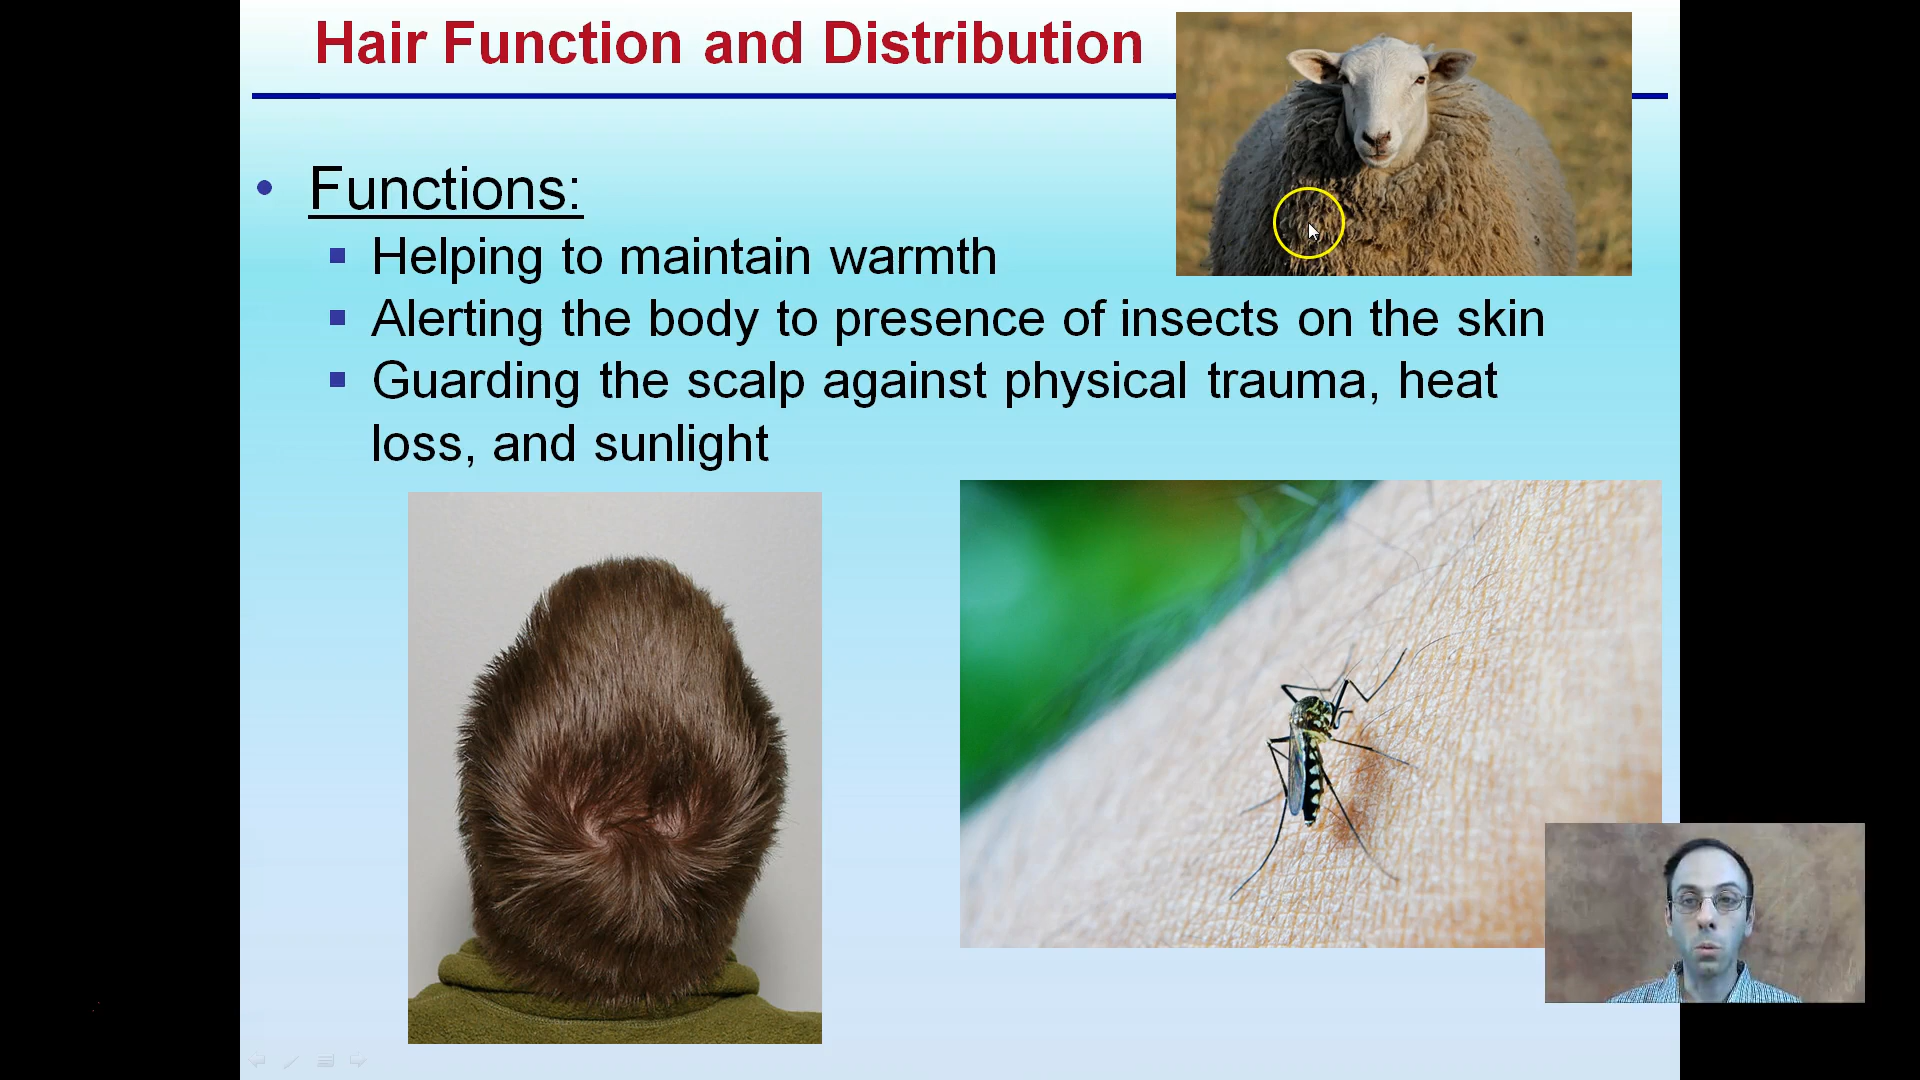 Hair Function and Distribution
Functions:
Helping to maintain warmth
Alerting the body to presence of insects on the skin
Guarding the scalp against physical trauma, heat
loss, and sunlight